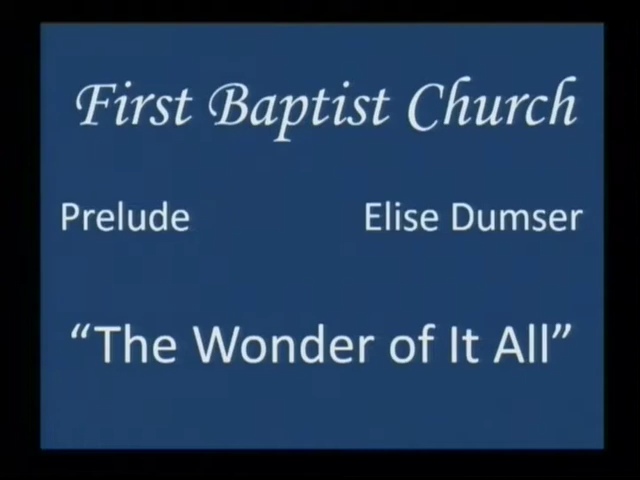 First Baptist Church
Prelude Elise Dumser
“The Wonder of It All”